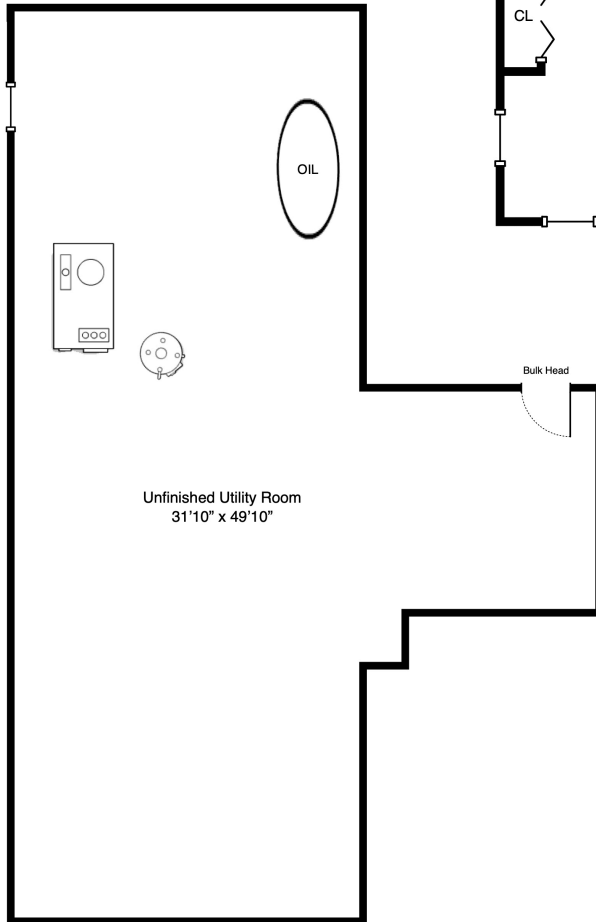 CL
OIL
Bulk Head
Unfinished Utility Room
31’10” x 49’10”